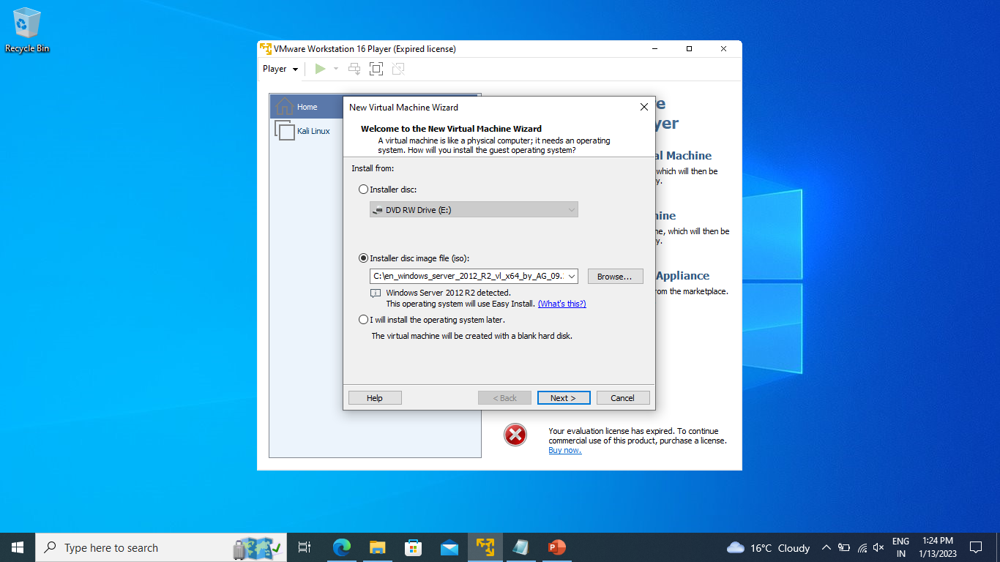 Recycle Bin
VMware Workstation 16 Player (Expired license)
Player
Home
Kali Linux
New Virtual Machine Wizard
Welcome to the New Virtual Machine Wizard
A virtual machine is like a physical computer; it needs an operating
system. How will you install the guest operating system?
Install from:
Installer disc:
DVD RW Drive (E:)
Installer disc image file (iso):
C:\en_windows_server_2012_R2_vl_x64_by_AG_09.
Browse...
Windows Server 2012 R2 detected.
This operating system will use Easy Install. (What's this?)
I will install the operating system later.
The virtual machine will be created with a blank hard disk.
Help
< Back
Next >
Cancel
e
yer
al Machine
which will then be
y.
hine
ne, which will then be
y.
Appliance
rom the marketplace.
Your evaluation license has expired. To continue
commercial use of this product, purchase a license.
Buy now.
Type here to search
16°C Cloudy
ENG
IN
1:24 PM
1/13/2023